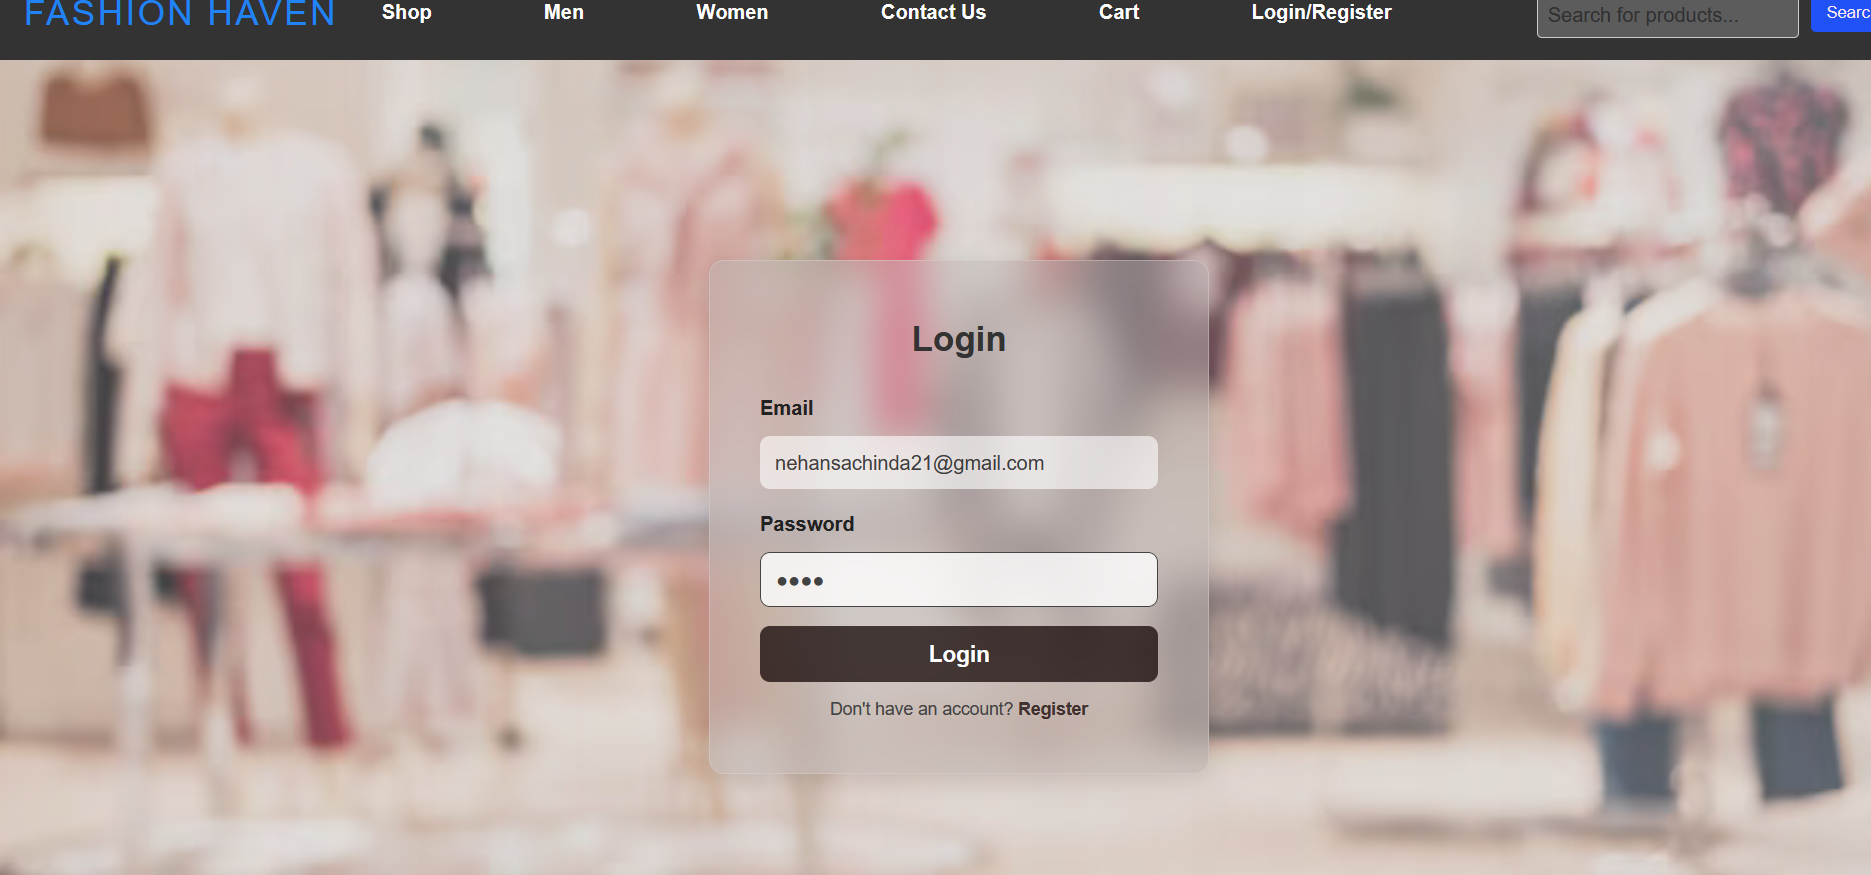 FASHION HAVEN Shop Men Women Contact Us Cart Login/Register Search for products... Searc
Login
Email
nehansachinda21@gmail.com
Password
••••
Login
Don't have an account? Register